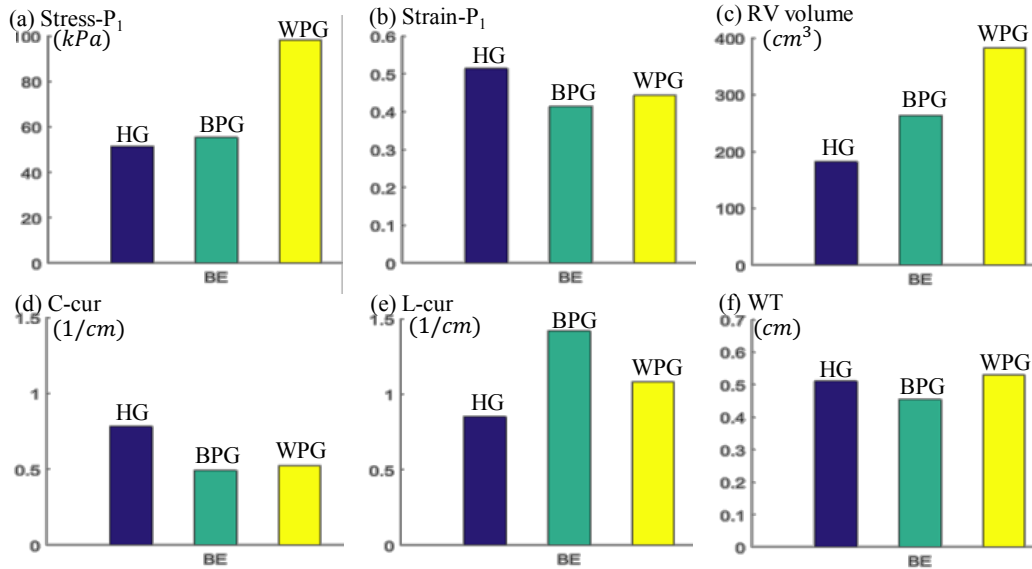 (a) Stress-P₁
(kPa)
100
80
60
40
20
0
HG
BPG
WPG
BE
(b) Strain-P₁
0.6
0.5
0.4
0.3
0.2
0.1
0
HG
BPG
WPG
BE
(c) RV volume
(cm³)
400
300
200
100
0
HG
BPG
WPG
BE
(d) C-cur
(1/cm)
1.5
1
0.5
0
HG
BPG
WPG
BE
(e) L-cur
(1/cm)
1.5
1
0.5
0
HG
BPG
WPG
BE
(f) WT
(cm)
0.7
0.6
0.5
0.4
0.3
0.2
0.1
0
HG
BPG
WPG
BE